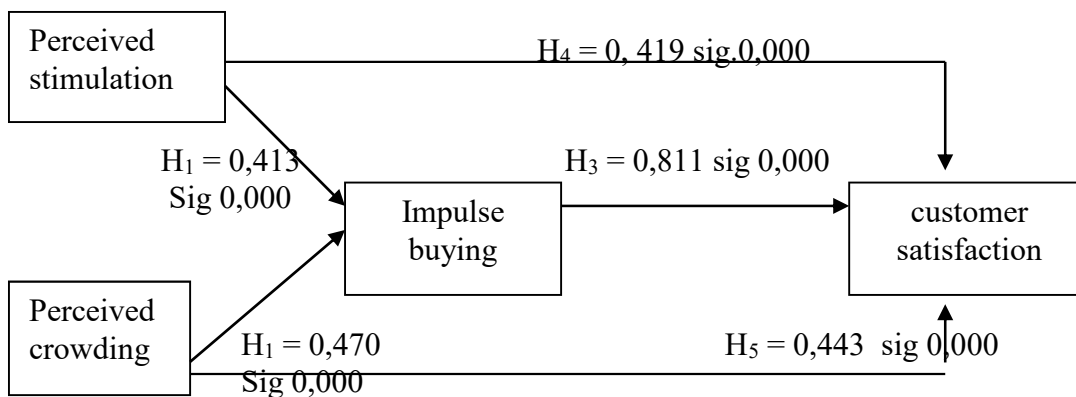 Perceived
stimulation
H₄ = 0, 419 sig.0,000
H₁ = 0,413
Sig 0,000
H₃ = 0,811 sig 0,000
Impulse
buying
customer
satisfaction
Perceived
crowding
H₁ = 0,470
Sig 0,000
H₅ = 0,443 sig 0,000